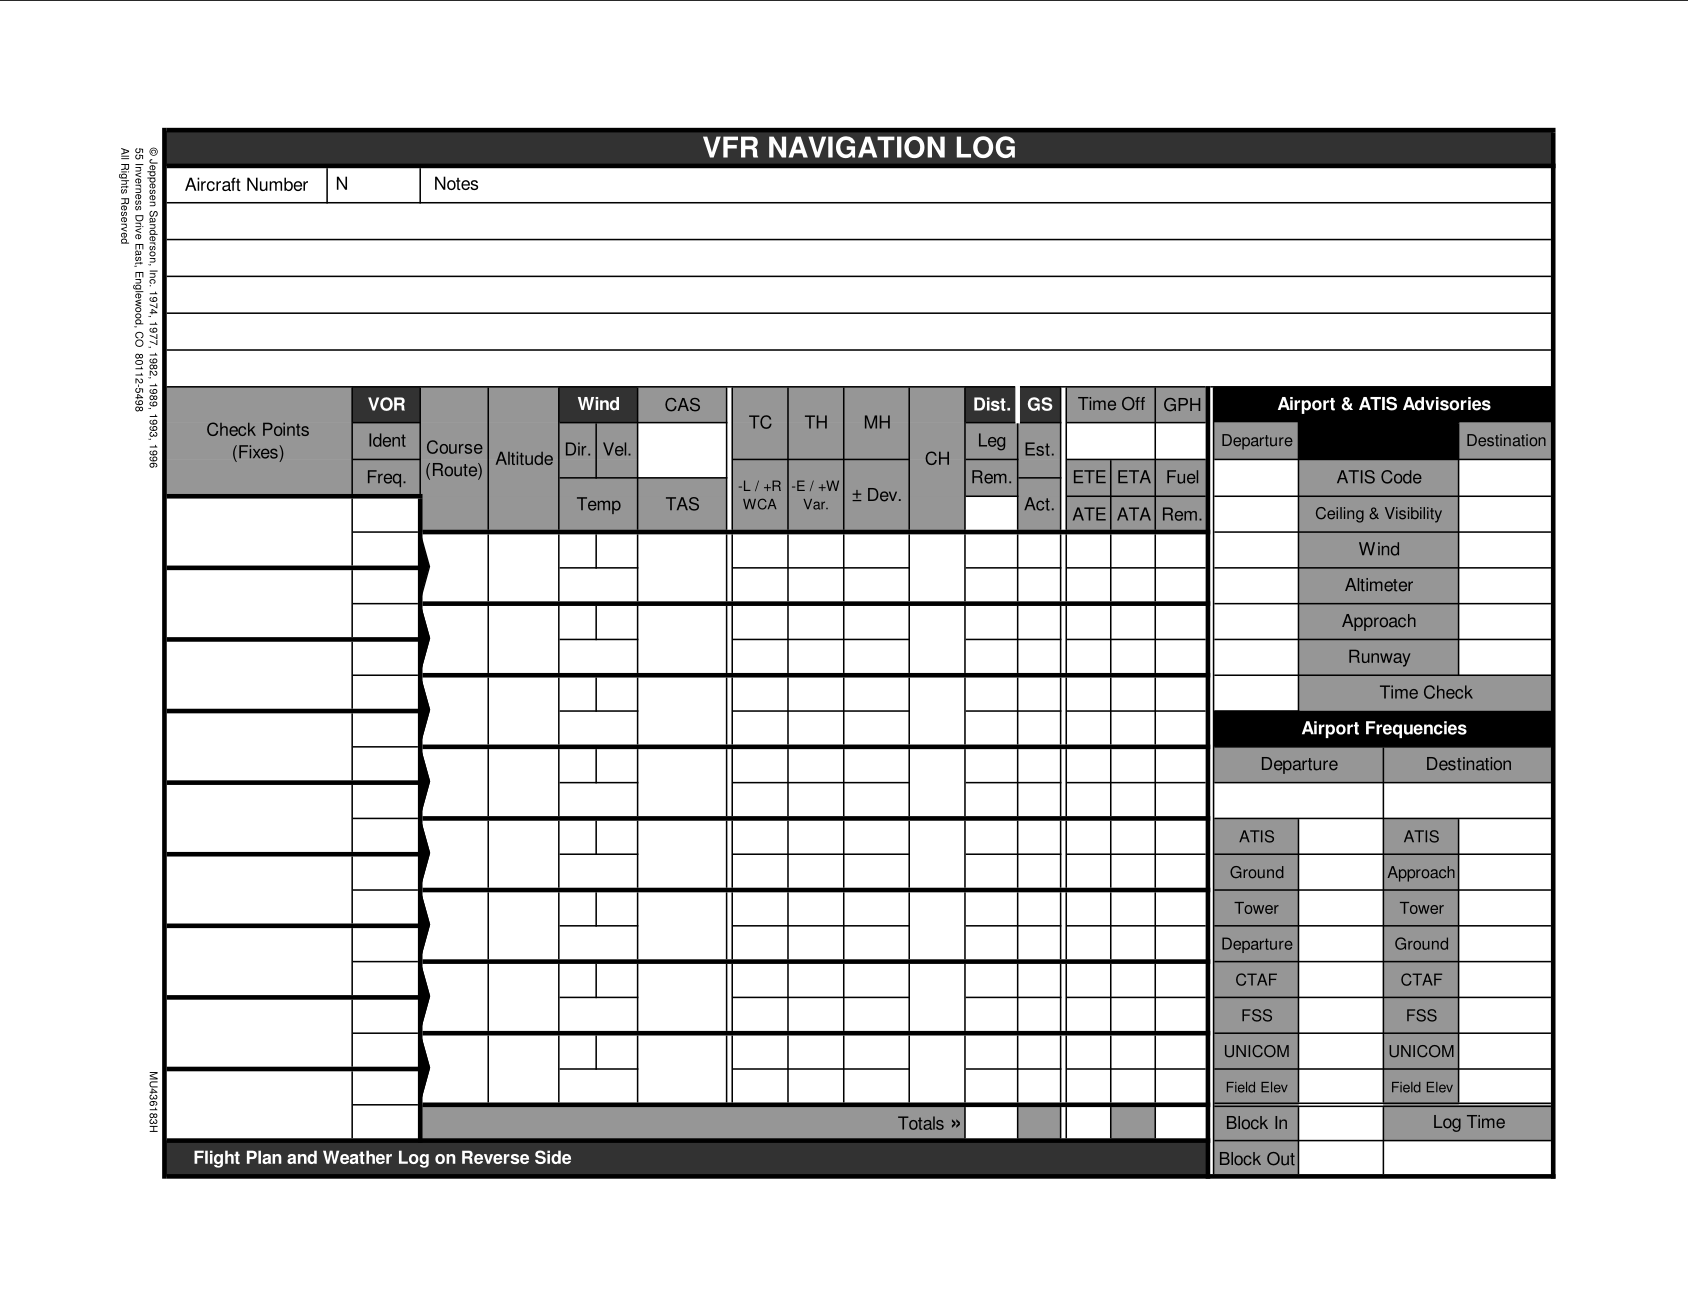 VFR NAVIGATION LOG
Aircraft Number N Notes
© Jeppesen Sanderson, Inc. 1974, 1977, 1982, 1989, 1993, 1996
55 Inverness Drive East, Englewood, CO 80112-5498
All Rights Reserved
Check Points
(Fixes)
VOR
Ident
Freq.
Course
(Route)
Altitude
Wind
Dir. Vel.
Temp
CAS
TAS
TC
-L / +R
WCA
TH
-E / +W
Var.
MH
± Dev.
CH
Dist.
Leg
Rem.
GS
Est.
Act.
Time Off GPH
ETE ETA Fuel
ATE ATA Rem.
Totals »
Flight Plan and Weather Log on Reverse Side
MU436183H
Airport & ATIS Advisories
Departure Destination
ATIS Code
Ceiling & Visibility
Wind
Altimeter
Approach
Runway
Time Check
Airport Frequencies
Departure Destination
ATIS ATIS
Ground Approach
Tower Tower
Departure Ground
CTAF CTAF
FSS FSS
UNICOM UNICOM
Field Elev Field Elev
Block In Log Time
Block Out